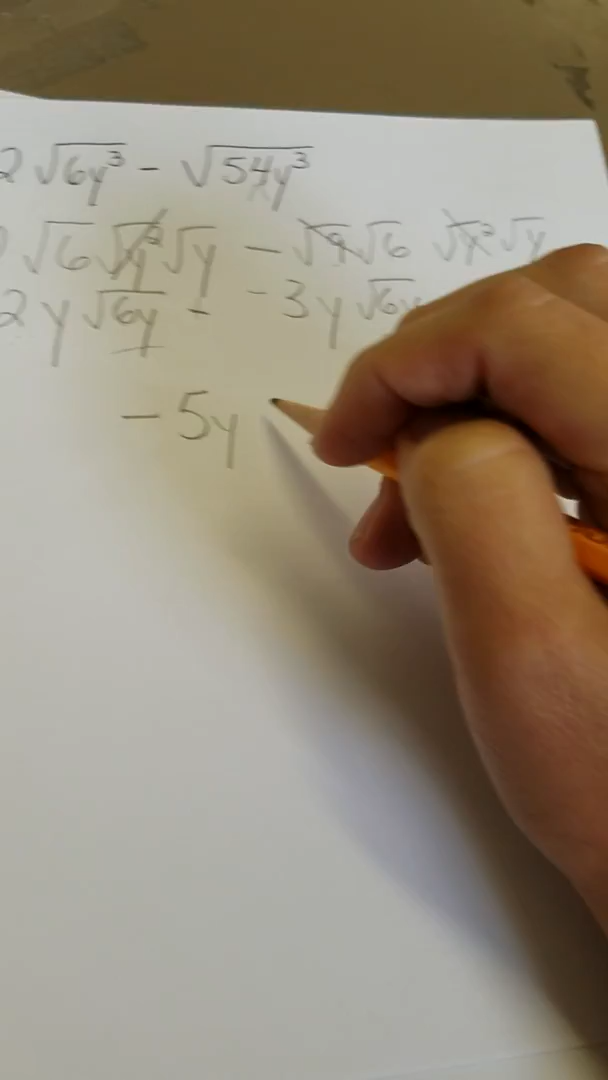 2√6y³ - √54y³
√6 √y² √y - √9 √6 √y² √y
2y√6y - -3y√6y
- 5y